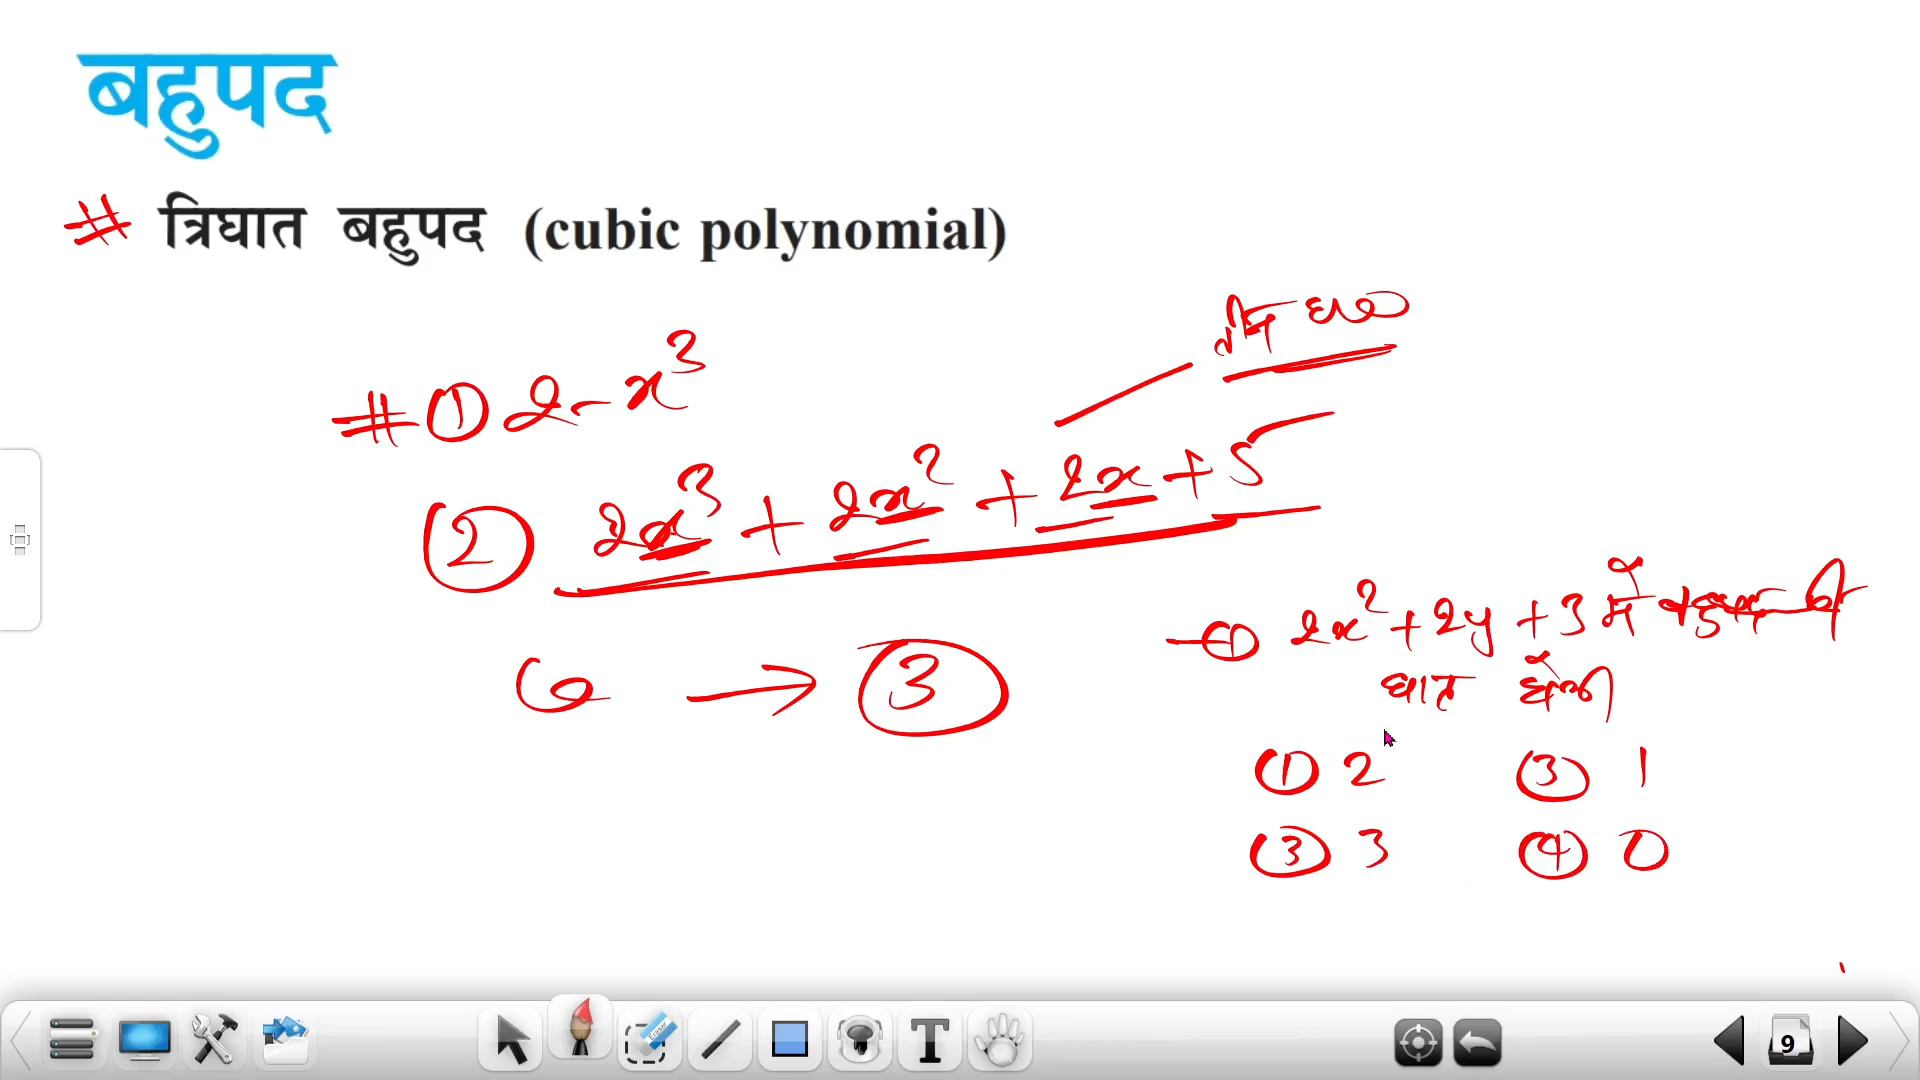 बहुपद
# त्रिघात बहुपद (cubic polynomial)
# ① 2 - x³
② 2x³ + 2x² + 2x + 5
→ ③
① 2x² + 2y + 3 में बहुपद की
घात होगी
① 2 ③ 1
③ 3 ④ 0
T
9